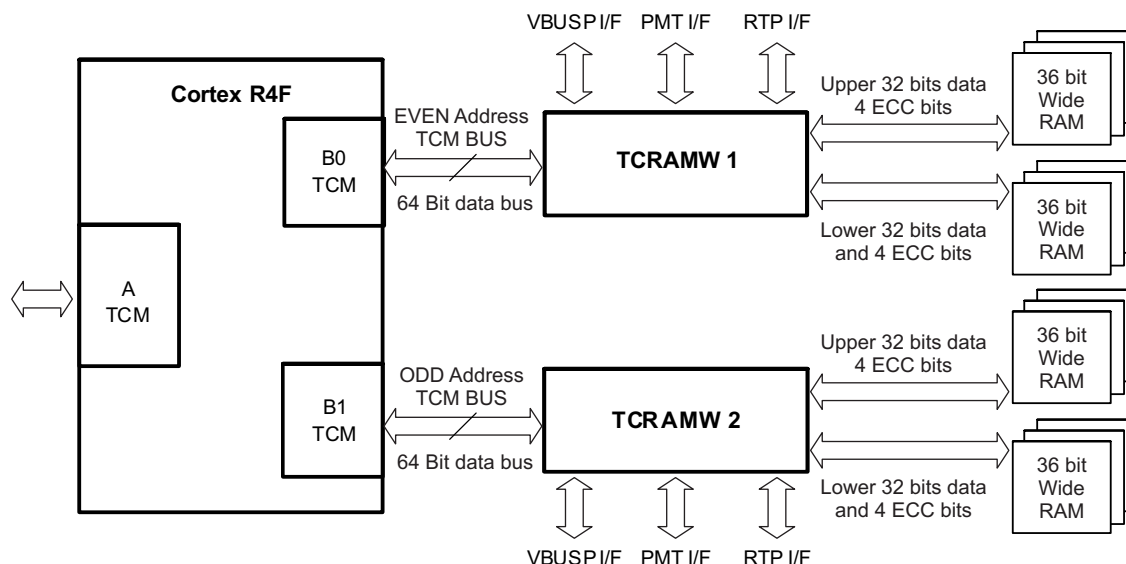 VBUSP I/F PMT I/F RTP I/F
Cortex R4F
EVEN Address
TCM BUS
64 Bit data bus
B0
TCM
TCRAMW 1
Upper 32 bits data
4 ECC bits
36 bit
Wide
RAM
Lower 32 bits data
and 4 ECC bits
36 bit
Wide
RAM
A
TCM
B1
TCM
ODD Address
TCM BUS
64 Bit data bus
TCRAMW 2
Upper 32 bits data
4 ECC bits
36 bit
Wide
RAM
Lower 32 bits data
and 4 ECC bits
36 bit
Wide
RAM
VBUSP I/F PMT I/F RTP I/F